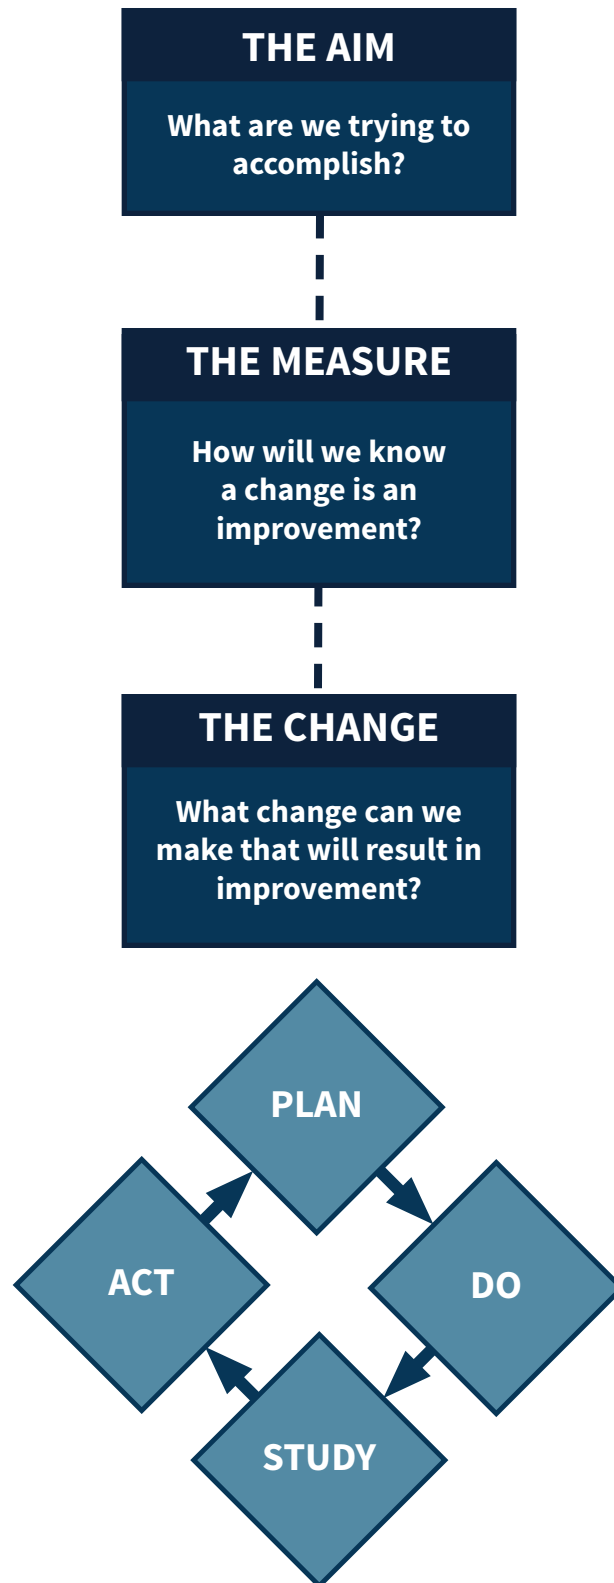 THE AIM
What are we trying to
accomplish?
THE MEASURE
How will we know
a change is an
improvement?
THE CHANGE
What change can we
make that will result in
improvement?
PLAN
DO
STUDY
ACT